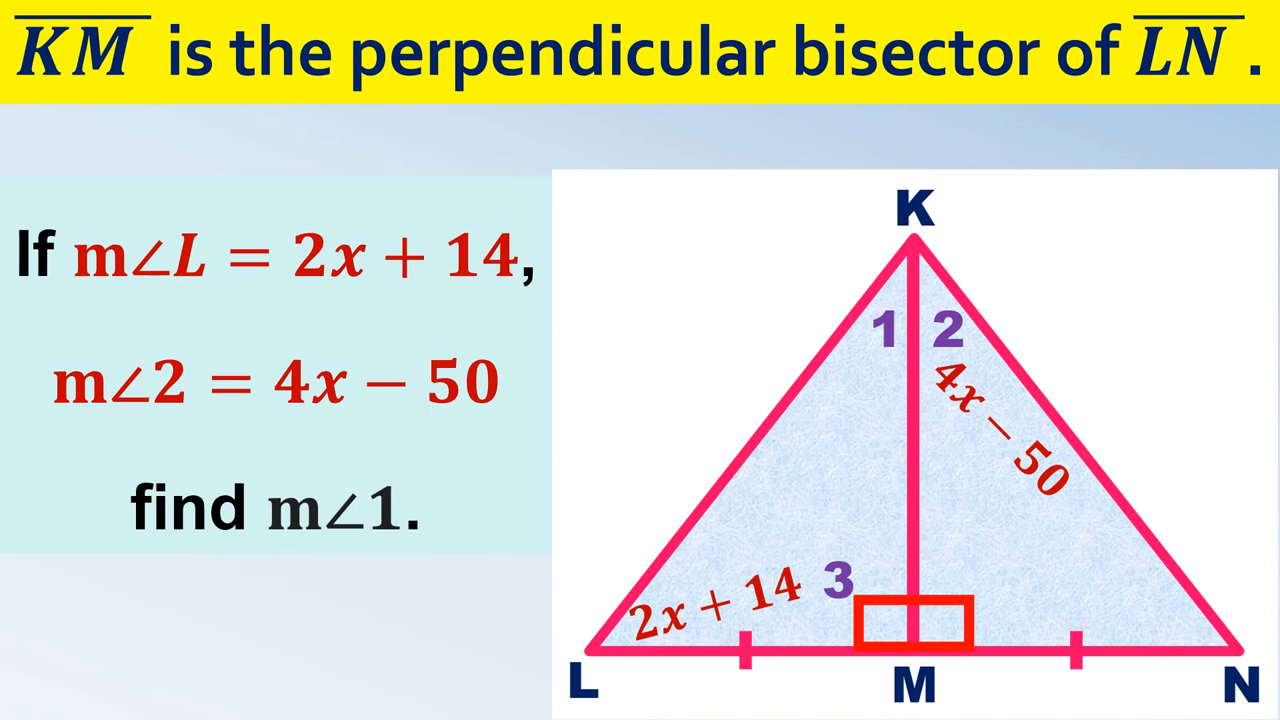 KM is the perpendicular bisector of LN .
If m∠L = 2x + 14,
m∠2 = 4x − 50
find m∠1.
K
1 2
4x − 50
2x + 14 3
L M N